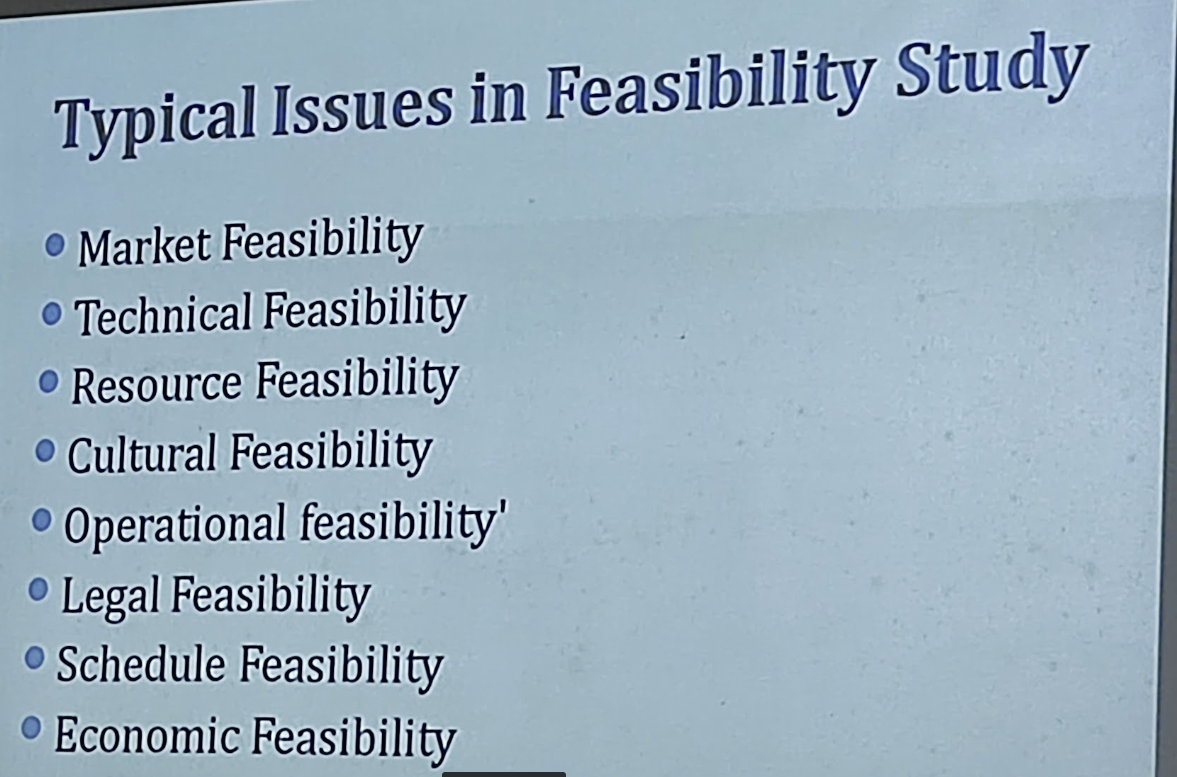 Typical Issues in Feasibility Study
Market Feasibility
Technical Feasibility
Resource Feasibility
Cultural Feasibility
Operational feasibility'
Legal Feasibility
Schedule Feasibility
Economic Feasibility